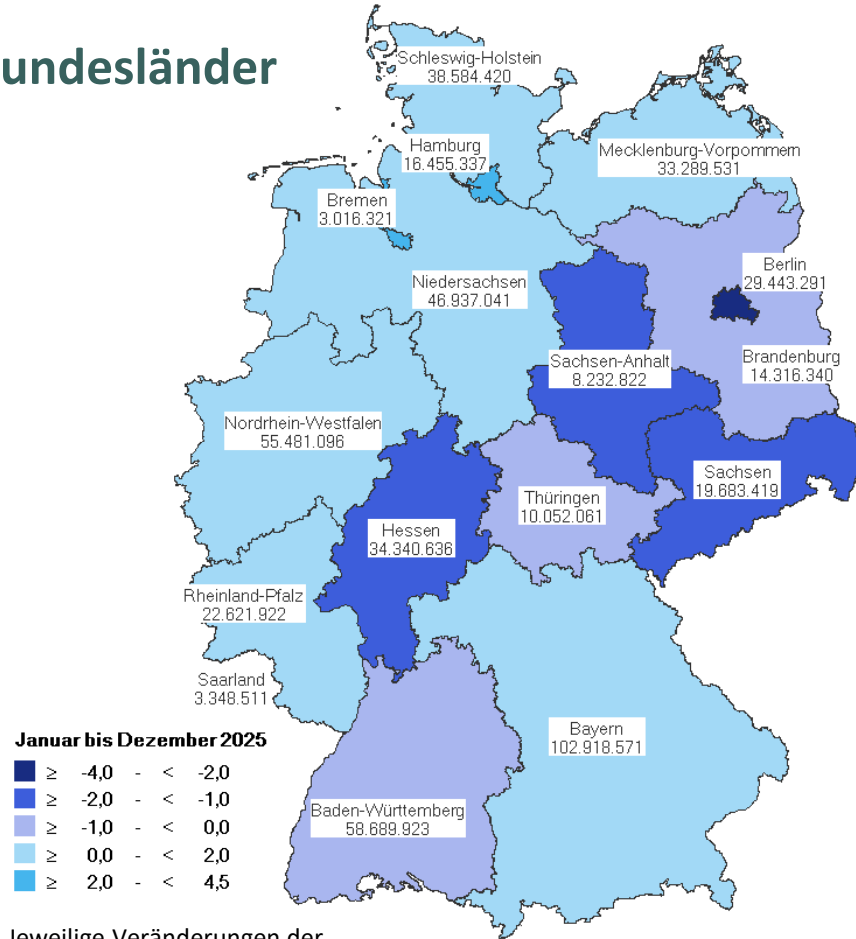 undesländer
Schleswig-Holstein
38.584.420
Hamburg
16.455.337
Mecklenburg-Vorpommern
33.289.531
Bremen
3.016.321
Niedersachsen
46.937.041
Berlin
29.443.291
Sachsen-Anhalt
8.232.822
Brandenburg
14.316.340
Nordrhein-Westfalen
55.481.096
Sachsen
19.683.419
Thüringen
10.052.061
Hessen
34.340.636
Rheinland-Pfalz
22.621.922
Saarland
3.348.511
Bayern
102.918.571
Baden-Württemberg
58.689.923
Januar bis Dezember 2025
≥ -4,0 - < -2,0
≥ -2,0 - < -1,0
≥ -1,0 - < 0,0
≥ 0,0 - < 2,0
≥ 2,0 - < 4,5
Jeweilige Veränderungen der